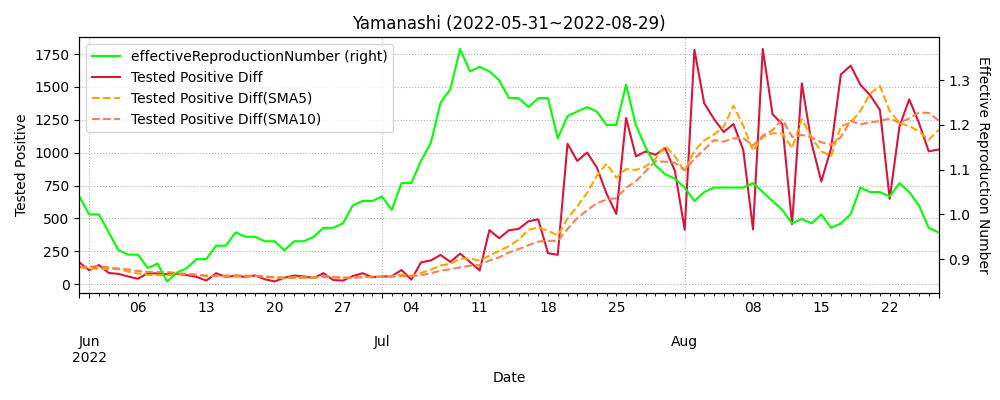 Yamanashi (2022-05-31~2022-08-29)
effectiveReproductionNumber (right)
Tested Positive Diff
Tested Positive Diff(SMA5)
Tested Positive Diff(SMA10)
Tested Positive
1750
1500
1250
1000
750
500
250
0
1.3
1.2
1.1
1.0
0.9
Effective Reproduction Number
06 13 20 27 04 11 18 25 08 15 22
Jun Jul Aug
2022
Date